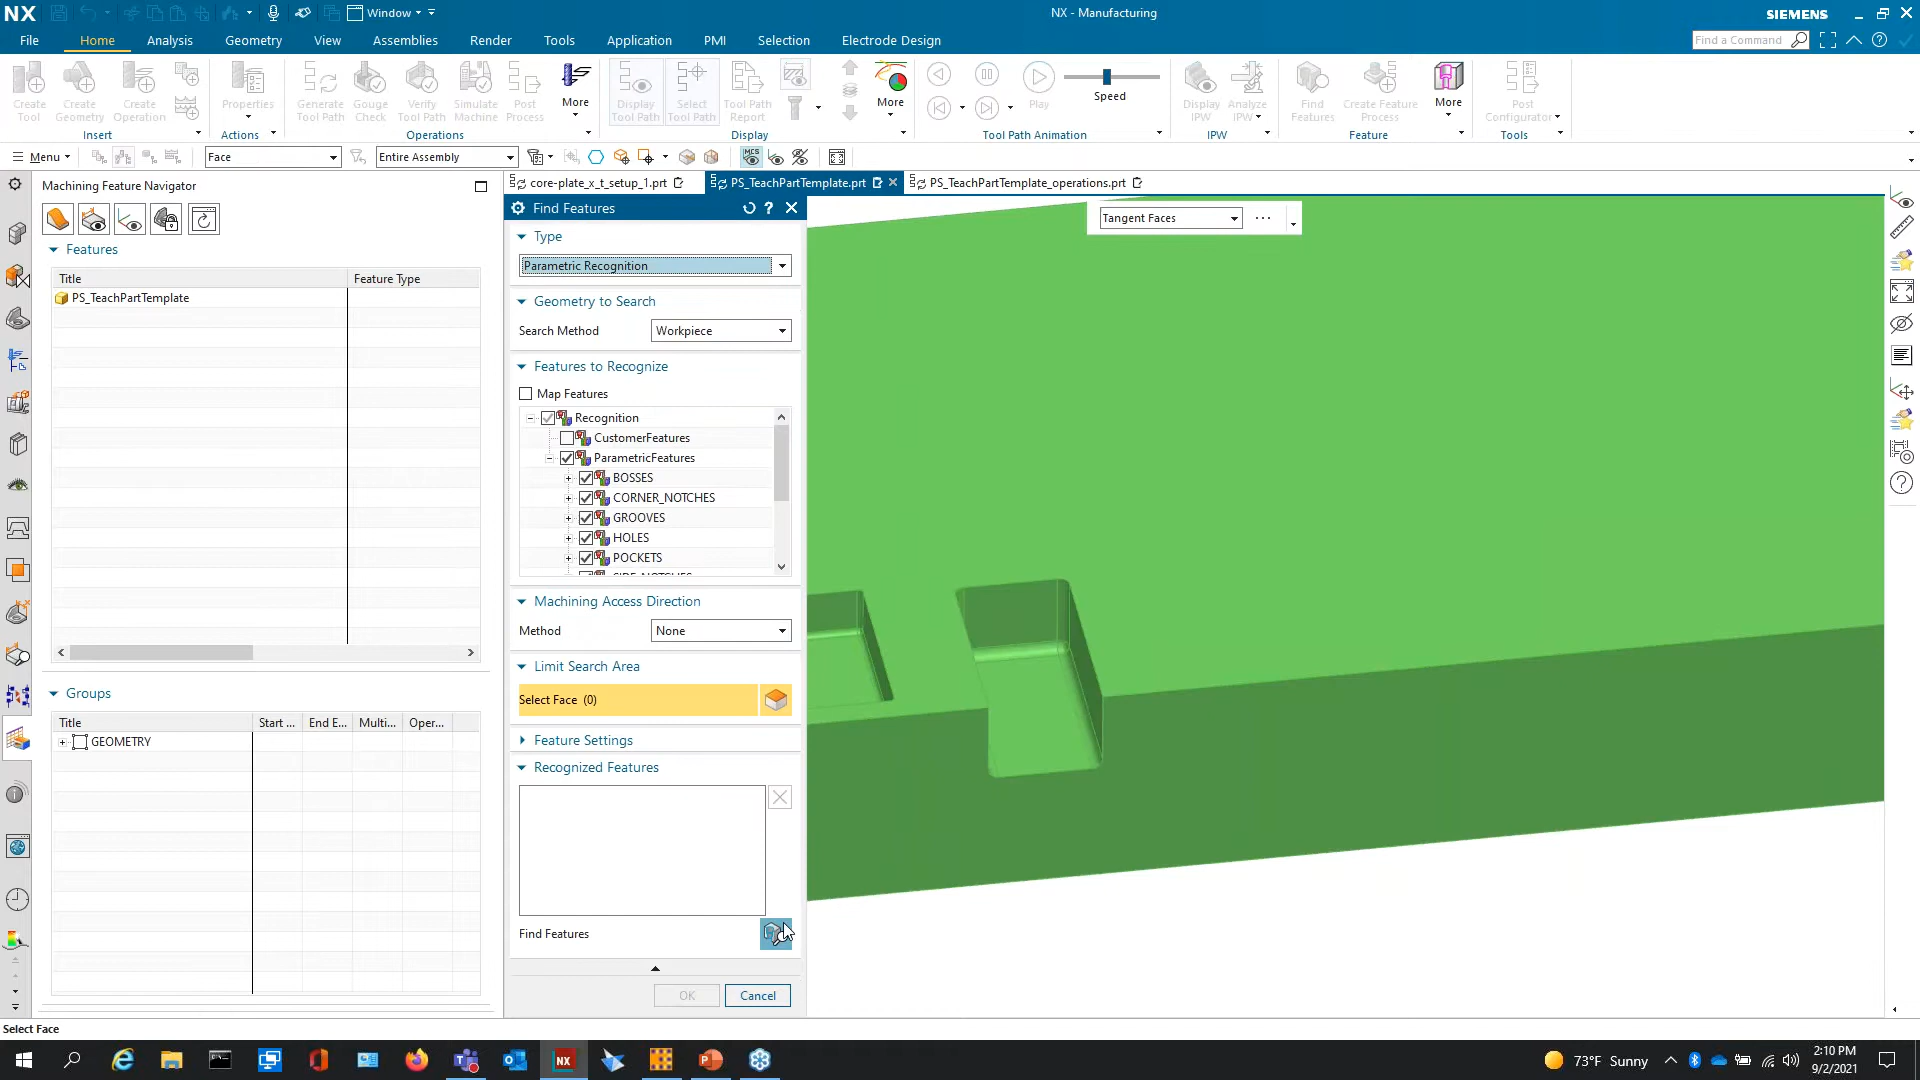 NX
Window
NX - Manufacturing
SIEMENS
File
Home
Analysis
Geometry
View
Assemblies
Render
Tools
Application
PMI
Selection
Electrode Design
Find a Command
Create Tool
Create Geometry
Create Operation
Properties
Generate Tool Path
Gouge Check
Verify Tool Path
Simulate Machine
Post Process
More
Display Tool Path
Select Tool Path
Tool Path Report
More
Play
Speed
Display IPW
Analyze IPW
Find Features
Create Feature Process
More
Post Configurator
Insert
Actions
Operations
Display
Tool Path Animation
IPW
Feature
Tools
Menu
Face
Entire Assembly
MCS
Machining Feature Navigator
core-plate_x_t_setup_1.prt
PS_TeachPartTemplate.prt
PS_TeachPartTemplate_operations.prt
Features
Title
Feature Type
PS_TeachPartTemplate
Groups
Title
Start ...
End E...
Multi...
Oper...
GEOMETRY
Find Features
Type
Parametric Recognition
Geometry to Search
Search Method
Workpiece
Features to Recognize
Map Features
Recognition
CustomerFeatures
ParametricFeatures
BOSSES
CORNER_NOTCHES
GROOVES
HOLES
POCKETS
Machining Access Direction
Method
None
Limit Search Area
Select Face (0)
Feature Settings
Recognized Features
Find Features
OK
Cancel
Tangent Faces
Select Face
NX
73°F Sunny
2:10 PM
9/2/2021